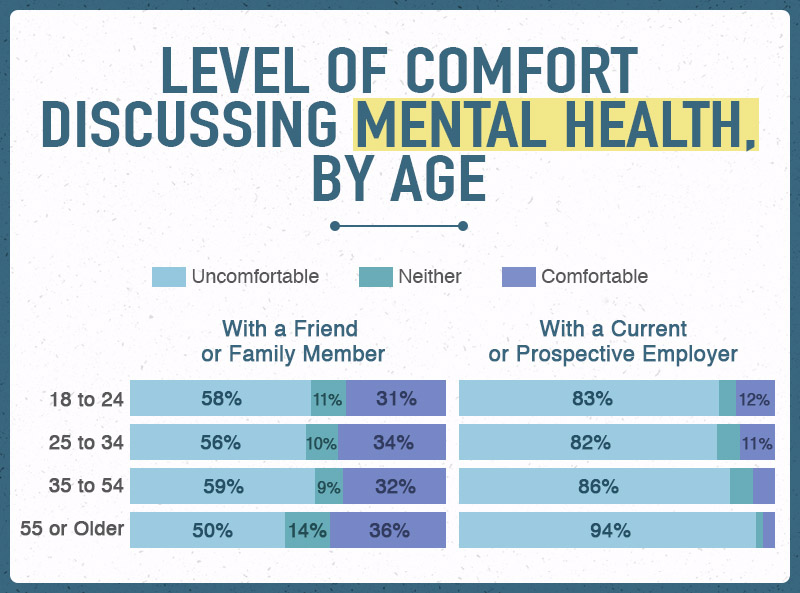 LEVEL OF COMFORT
DISCUSSING MENTAL HEALTH,
BY AGE
Uncomfortable Neither Comfortable
With a Friend
or Family Member
With a Current
or Prospective Employer
18 to 24 58% 11% 31% 83% 12%
25 to 34 56% 10% 34% 82% 11%
35 to 54 59% 9% 32% 86%
55 or Older 50% 14% 36% 94%